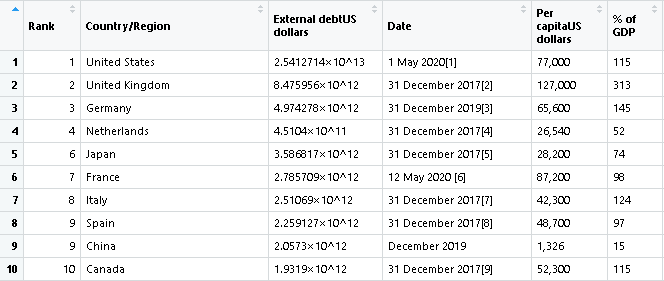 Rank Country/Region External debtUS dollars Date Per capitaUS dollars % of GDP
1 1 United States 2.5412714×10^13 1 May 2020[1] 77,000 115
2 2 United Kingdom 8.475956×10^12 31 December 2017[2] 127,000 313
3 3 Germany 4.974278×10^12 31 December 2019[3] 65,600 145
4 4 Netherlands 4.5104×10^11 31 December 2017[4] 26,540 52
5 6 Japan 3.586817×10^12 31 December 2017[5] 28,200 74
6 7 France 2.785709×10^12 12 May 2020 [6] 87,200 98
7 8 Italy 2.51069×10^12 31 December 2017[7] 42,300 124
8 9 Spain 2.259127×10^12 31 December 2017[8] 48,700 97
9 9 China 2.0573×10^12 December 2019 1,326 15
10 10 Canada 1.9319×10^12 31 December 2017[9] 52,300 115